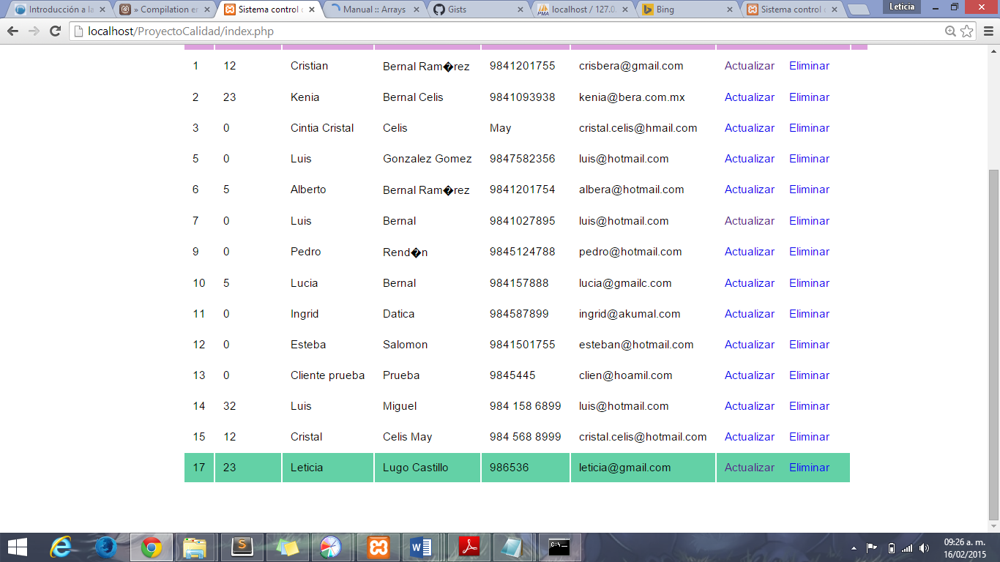 Introducción a la
» Compilation er
Sistema control d
Manual :: Arrays
Gists
localhost / 127.0.
Bing
Sistema control d
Leticia
localhost/ProyectoCalidad/index.php
1 12 Cristian Bernal Ram�rez 9841201755 crisbera@gmail.com Actualizar Eliminar
2 23 Kenia Bernal Celis 9841093938 kenia@bera.com.mx Actualizar Eliminar
3 0 Cintia Cristal Celis May cristal.celis@hmail.com Actualizar Eliminar
5 0 Luis Gonzalez Gomez 9847582356 luis@hotmail.com Actualizar Eliminar
6 5 Alberto Bernal Ram�rez 9841201754 albera@hotmail.com Actualizar Eliminar
7 0 Luis Bernal 9841027895 luis@hotmail.com Actualizar Eliminar
9 0 Pedro Rend�n 9845124788 pedro@hotmail.com Actualizar Eliminar
10 5 Lucia Bernal 984157888 lucia@gmailc.com Actualizar Eliminar
11 0 Ingrid Datica 984587899 ingrid@akumal.com Actualizar Eliminar
12 0 Esteba Salomon 9841501755 esteban@hotmail.com Actualizar Eliminar
13 0 Cliente prueba Prueba 9845445 clien@hoamil.com Actualizar Eliminar
14 32 Luis Miguel 984 158 6899 luis@hotmail.com Actualizar Eliminar
15 12 Cristal Celis May 984 568 8999 cristal.celis@hotmail.com Actualizar Eliminar
17 23 Leticia Lugo Castillo 986536 leticia@gmail.com Actualizar Eliminar
09:26 a. m.
16/02/2015